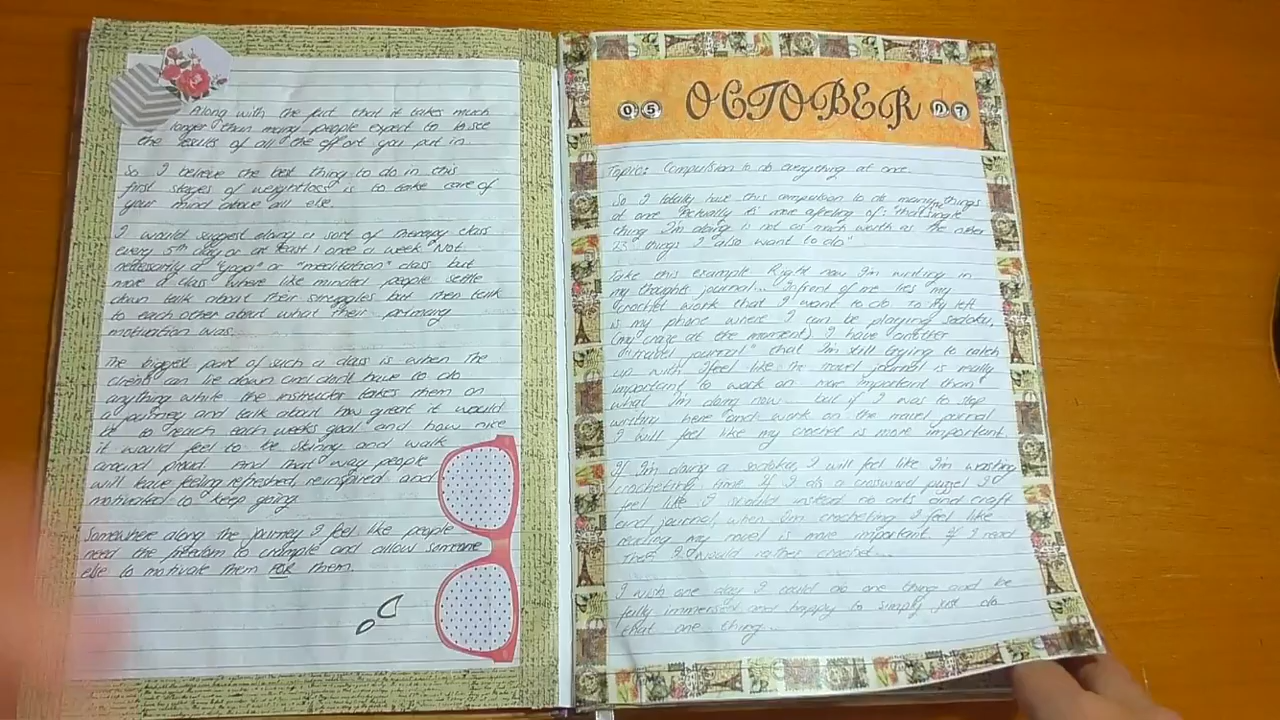 Along with the fact that it takes much
longer than many people expect to
the results of all the effort you put in.
So I believe the best thing to do in this
first stages of weightloss is to take care of
your mind above all else.
I would suggest doing a sort of therapy class
every 5th day or at least 1 one a week. Not
necessarily a "yoga" or "meditation" class but
more a class where like minded people settle
down talk about their struggles but then talk
to each other about what their primary
motivation was.
The biggest part of such a class is when the
clients can lie down and don't have to do
anything while the instructor takes them on
a journey and talk about how great it would
be to reach each weeks goal and how nice
it would feel to be skinny and walk
around proud. And that way people
will leave feeling refreshed, reinspired and
motivated to keep going.
Somewhere along the journey I feel like people
need the freedom to crumple and allow someone
else to motivate them FOR them.
05 OCTOBER 07
Topic: Compulsion to do everything at once.
So I totally have this compulsion to do many things
at one. Actually is more a feeling of: "that single
thing I'm doing is not as much worth as the other
23 things I also want to do"
Take this example. Right now I'm writing in
my thoughts journal... Infront of me lies my
crochet work that I want to do. To my left
is my phone where I can be playing sodoku,
(my craze at the moment) I have another
"travel journal" that I'm still trying to catch
up with. I feel like the travel journal is really
important to work on more important than
what I'm doing now... but if I was to stop
writing here and work on the travel journal
I will feel like my crochet is more important
If I'm doing a sodoku, I will feel like I'm wasting
crocheting time. If I do a crossword puzzel I
feel like I should instead do arts and craft
and journal, when I'm crocheting I feel like
reading my novel is more important. If I read
then I would rather crochet...
I wish one day I could do one thing and be
fully immersed and happy to simply just do
that one thing...